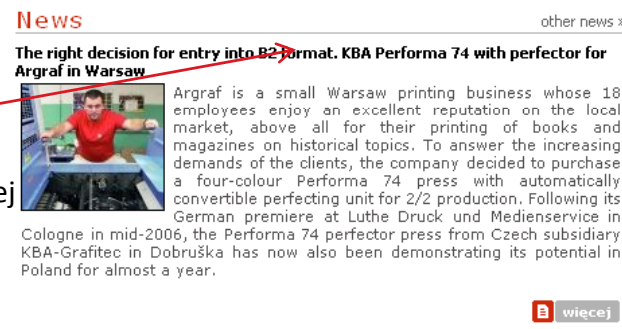 News
other news »
The right decision for entry into B2 format. KBA Performa 74 with perfector for
Argraf in Warsaw
Argraf is a small Warsaw printing business whose 18
employees enjoy an excellent reputation on the local
market, above all for their printing of books and
magazines on historical topics. To answer the increasing
demands of the clients, the company decided to purchase
ej
a four-colour Performa 74 press with automatically
convertible perfecting unit for 2/2 production. Following its
German premiere at Luthe Druck und Medienservice in
Cologne in mid-2006, the Performa 74 perfector press from Czech subsidiary
KBA-Grafitec in Dobruška has now also been demonstrating its potential in
Poland for almost a year.
więcej